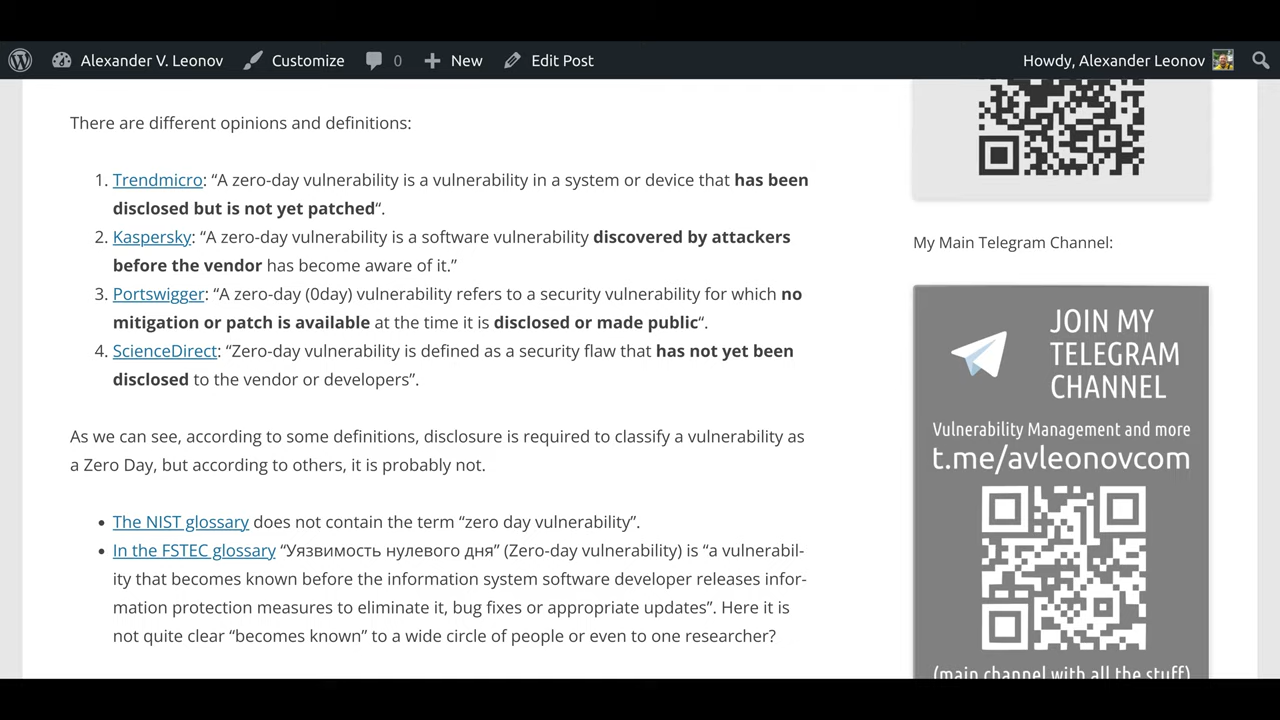 Alexander V. Leonov Customize 0 New Edit Post Howdy, Alexander Leonov
There are different opinions and definitions:
1. Trendmicro: “A zero-day vulnerability is a vulnerability in a system or device that has been
disclosed but is not yet patched“.
2. Kaspersky: “A zero-day vulnerability is a software vulnerability discovered by attackers
before the vendor has become aware of it.”
3. Portswigger: “A zero-day (0day) vulnerability refers to a security vulnerability for which no
mitigation or patch is available at the time it is disclosed or made public“.
4. ScienceDirect: “Zero-day vulnerability is defined as a security flaw that has not yet been
disclosed to the vendor or developers”.
As we can see, according to some definitions, disclosure is required to classify a vulnerability as
a Zero Day, but according to others, it is probably not.
• The NIST glossary does not contain the term “zero day vulnerability”.
• In the FSTEC glossary “Уязвимость нулевого дня” (Zero-day vulnerability) is “a vulnerabil-
ity that becomes known before the information system software developer releases infor-
mation protection measures to eliminate it, bug fixes or appropriate updates”. Here it is
not quite clear “becomes known” to a wide circle of people or even to one researcher?
My Main Telegram Channel:
JOIN MY
TELEGRAM
CHANNEL
Vulnerability Management and more
t.me/avleonovcom
(main channel with all the stuff)